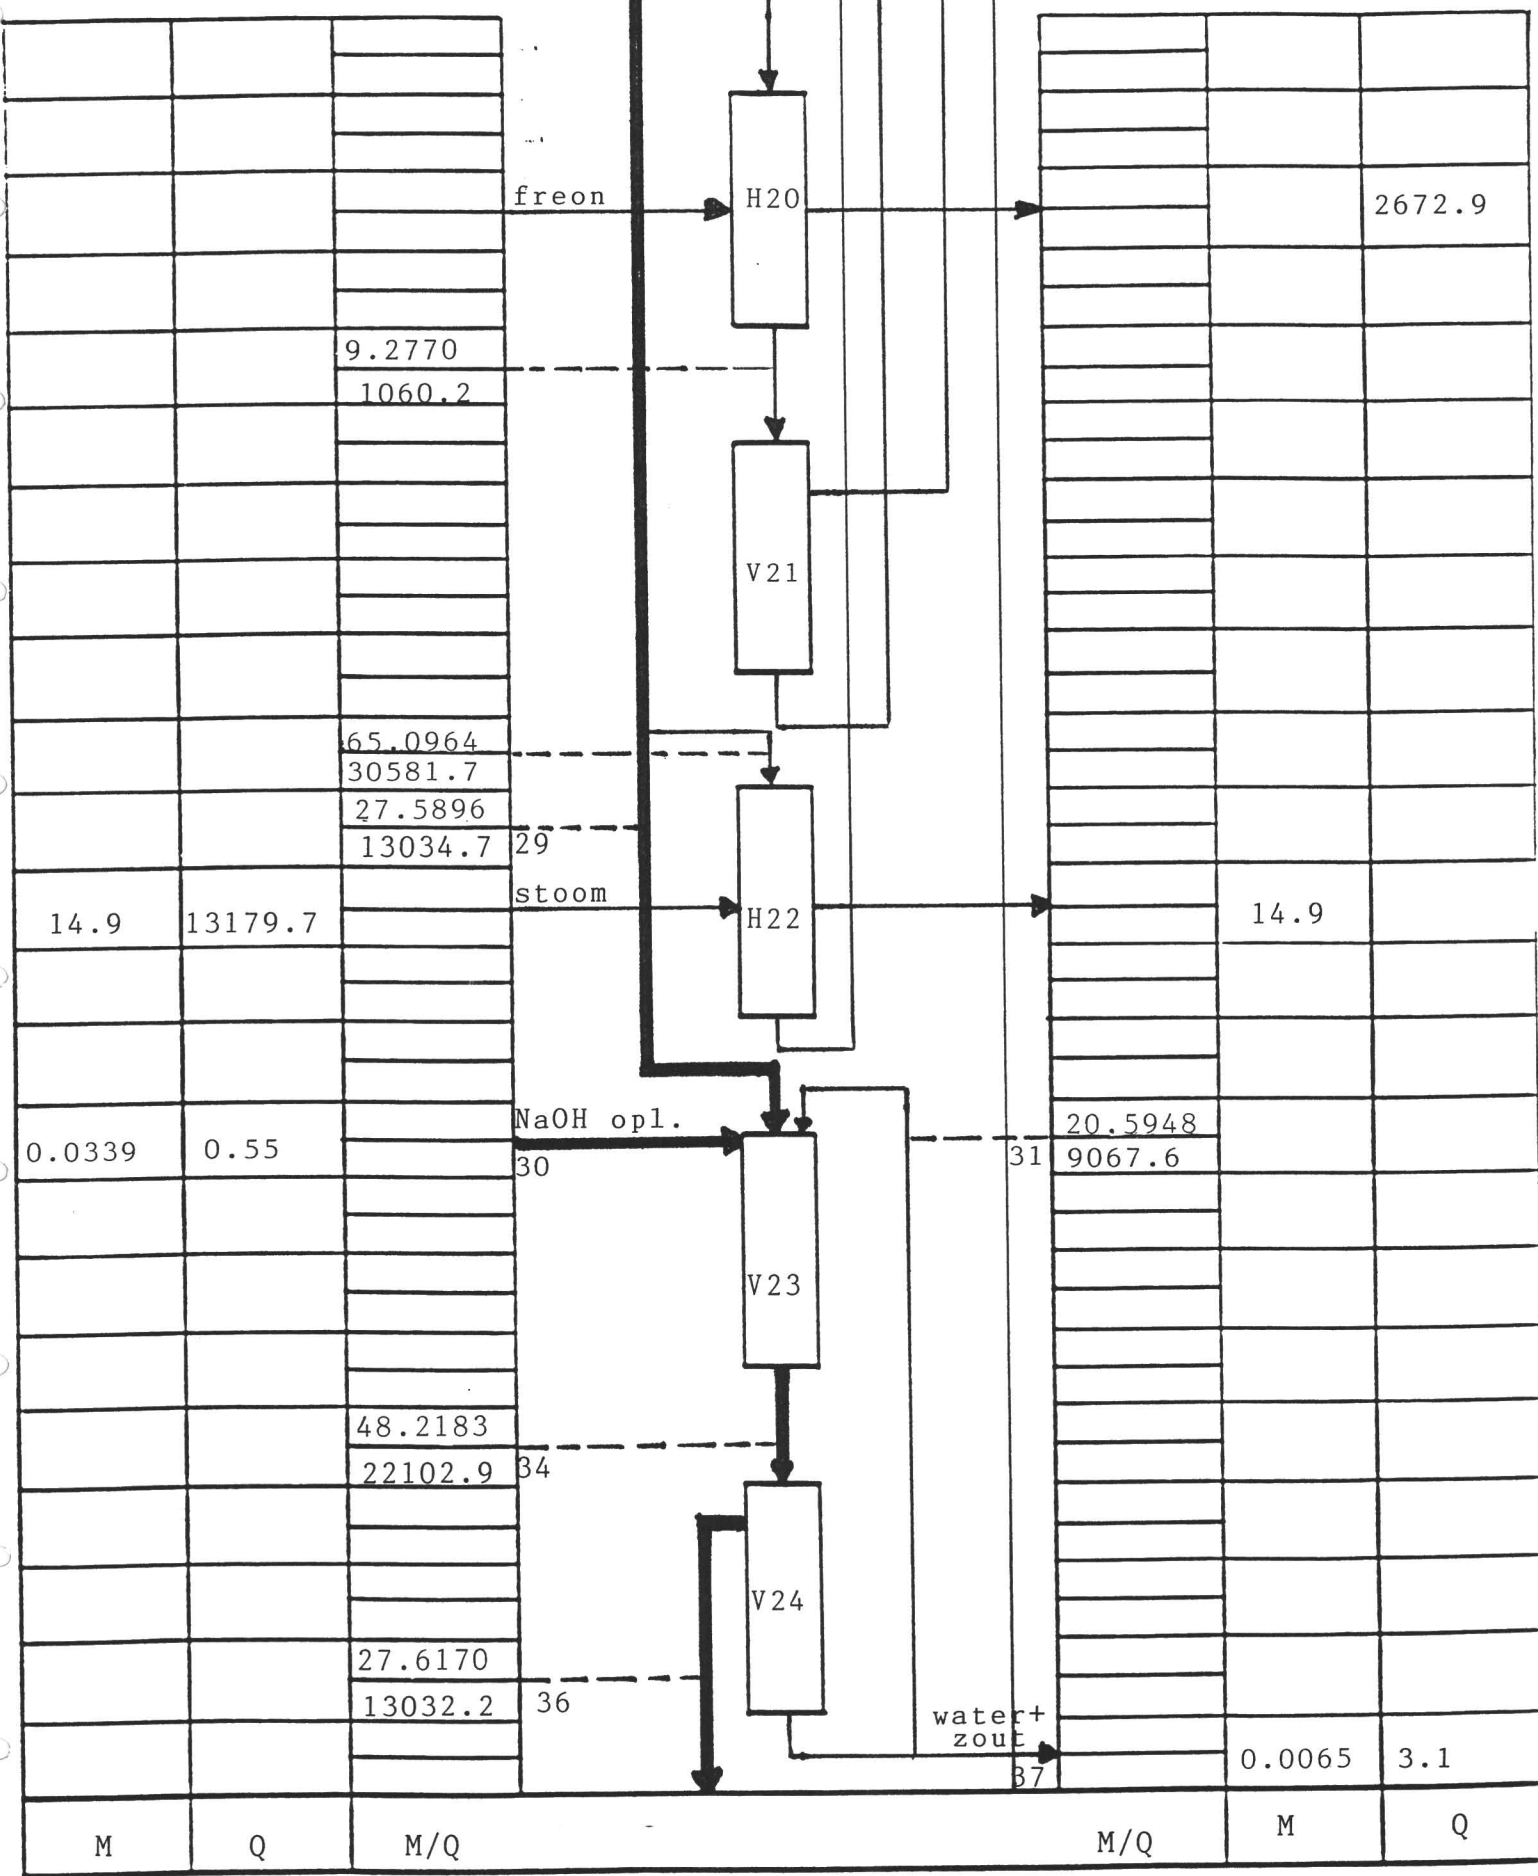 freon
H20
2672.9
9.2770
1060.2
V21
65.0964
30581.7
27.5896
13034.7
29
stoom
14.9
13179.7
H22
14.9
NaOH opl.
0.0339
0.55
30
20.5948
31
9067.6
V23
48.2183
22102.9
34
V24
27.6170
13032.2
36
water+
zout
0.0065
3.1
37
M
Q
M/Q
M/Q
M
Q